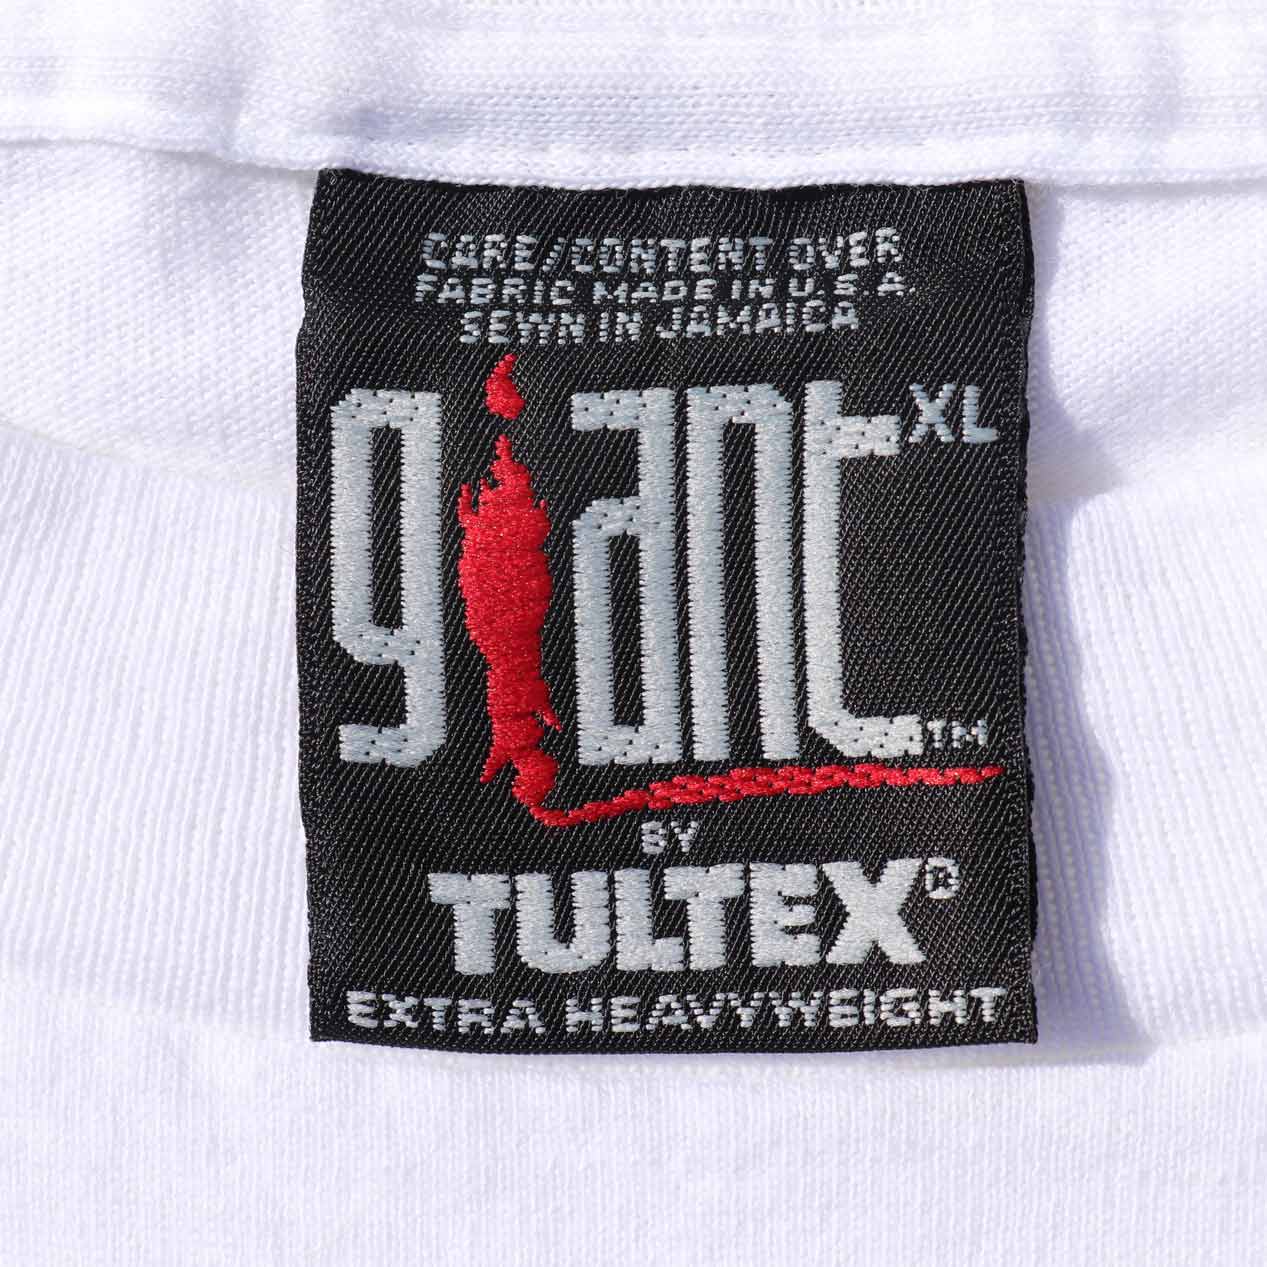 CARE/CONTENT OVER
FABRIC MADE IN U.S.A.
SEWN IN JAMAICA
giant XL
TM
BY
TULTEX®
EXTRA HEAVYWEIGHT